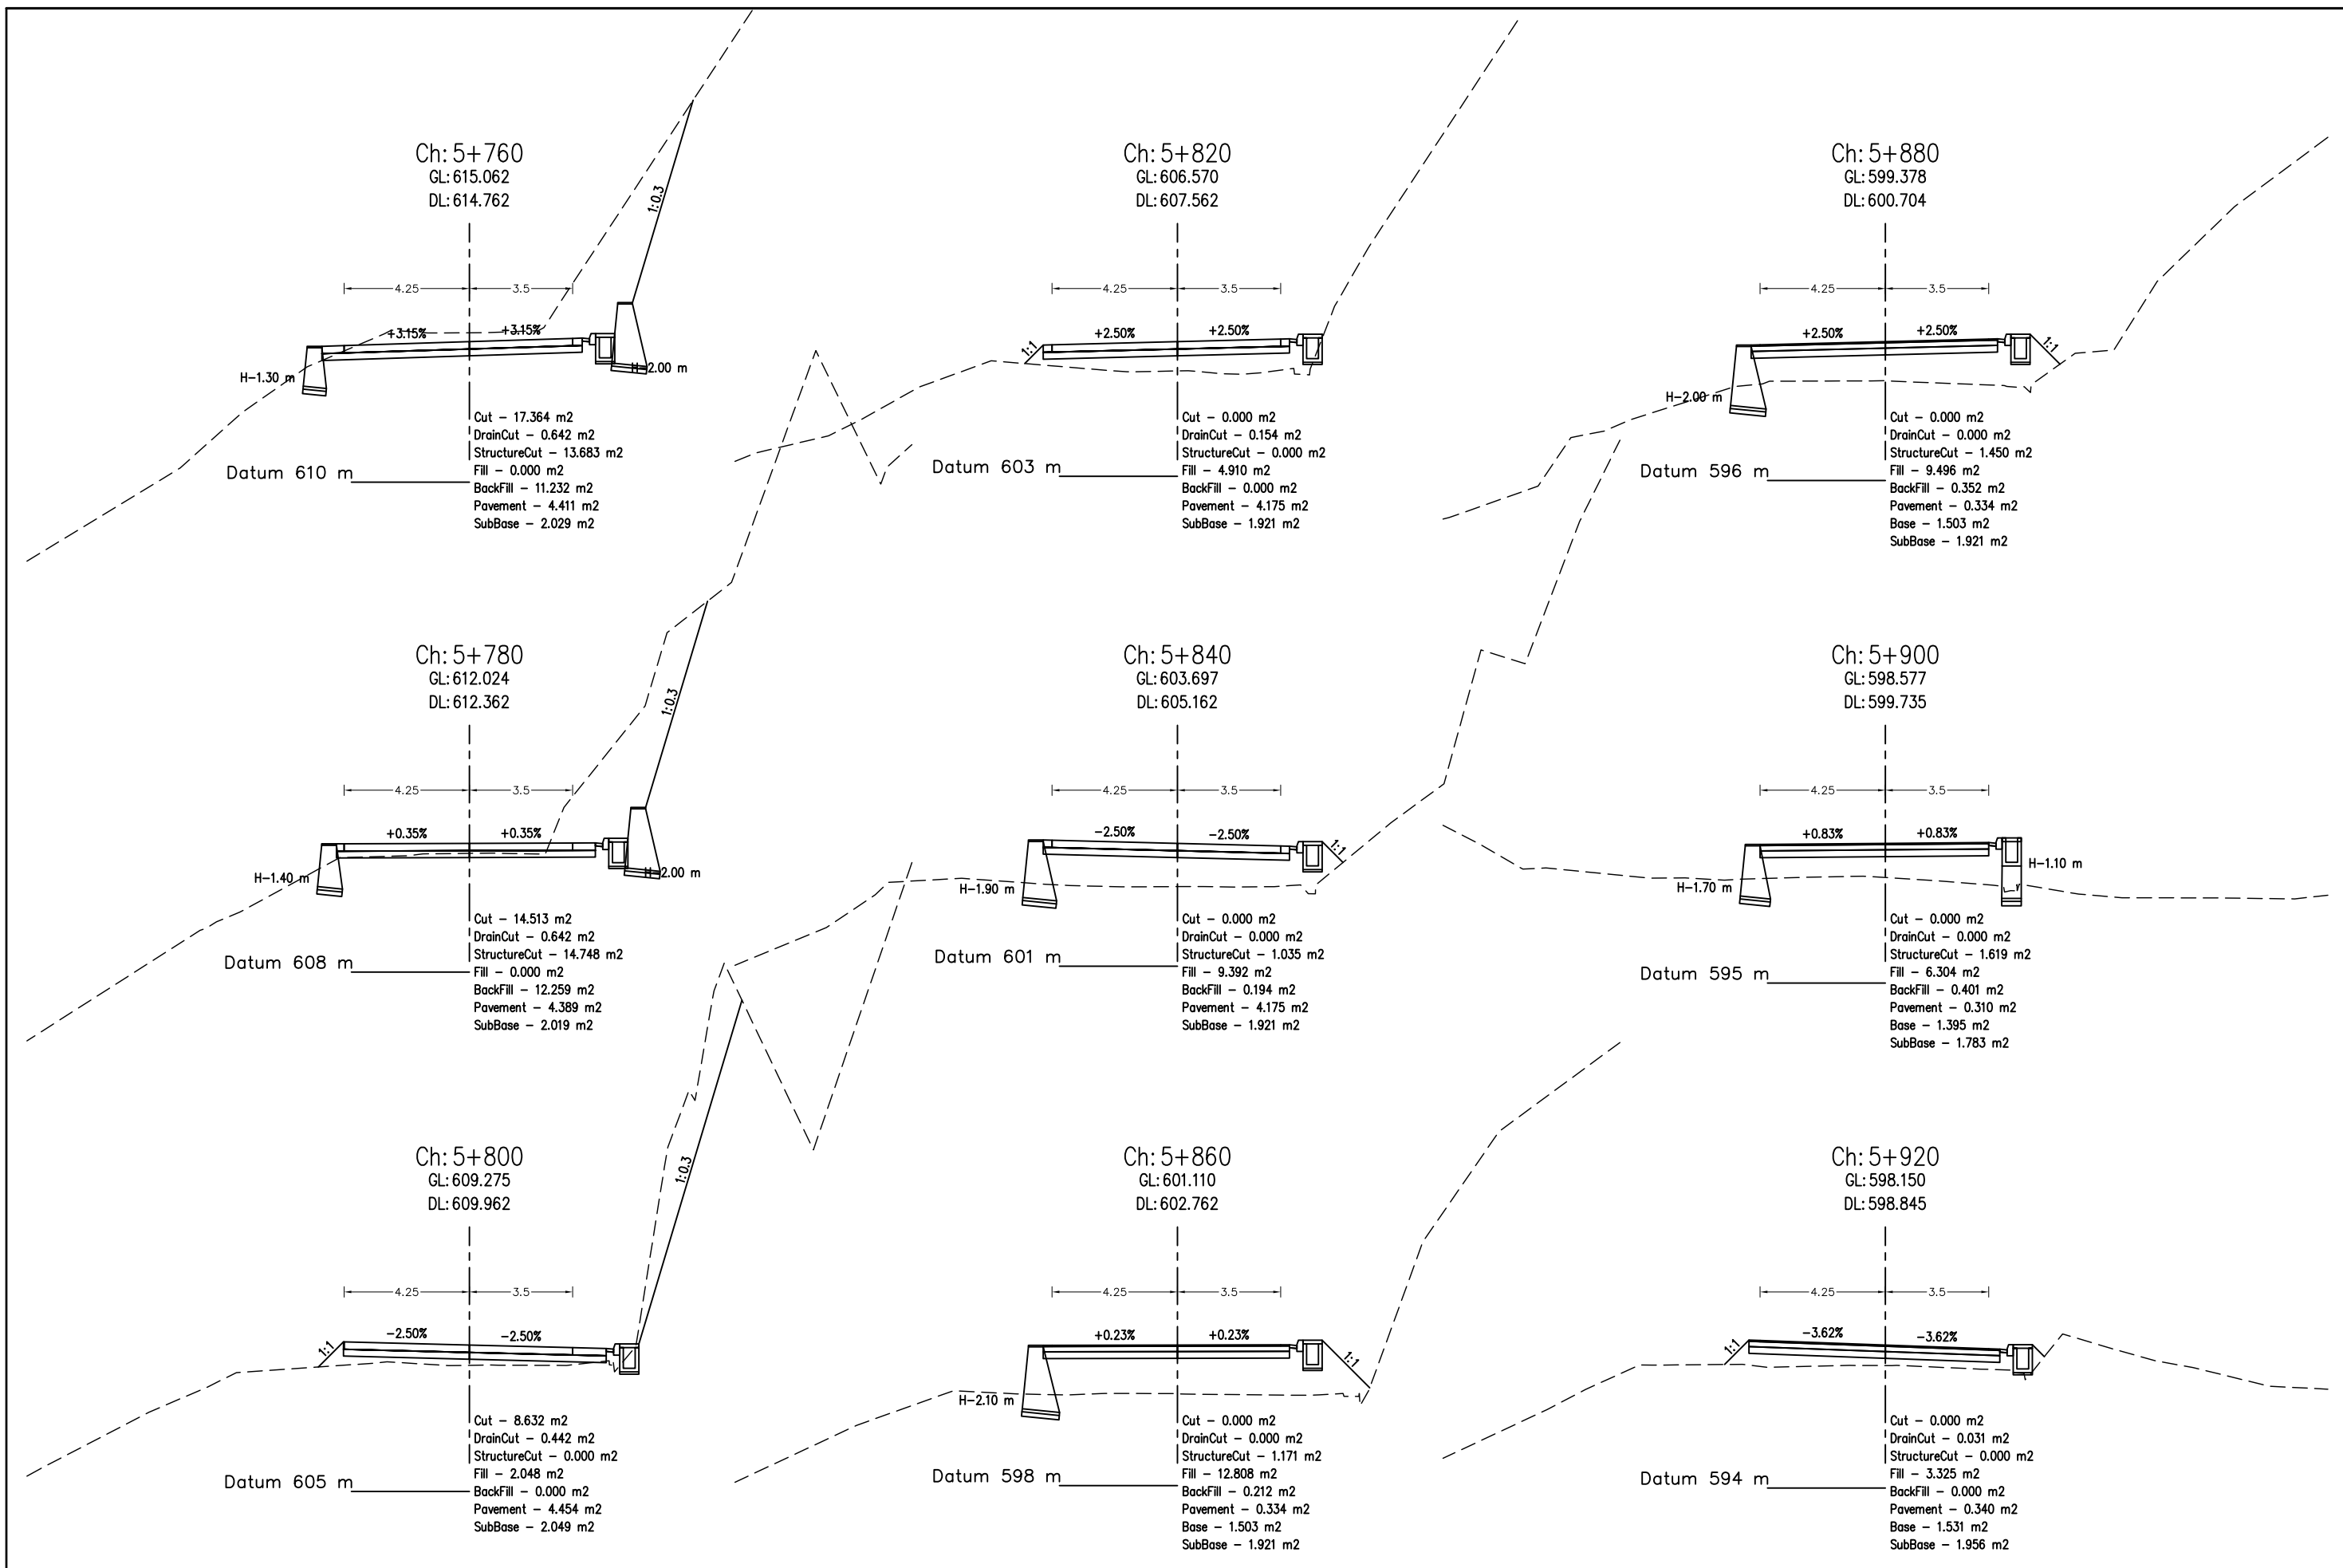 Ch: 5+760
GL: 615.062
DL: 614.762
1:0.3
4.25
3.5
+3.15%
+3.15%
H-1.30 m
H-2.00 m
Cut - 17.364 m2
DrainCut - 0.642 m2
StructureCut - 13.683 m2
Fill - 0.000 m2
BackFill - 11.232 m2
Pavement - 4.411 m2
SubBase - 2.029 m2
Datum 610 m
Ch: 5+780
GL: 612.024
DL: 612.362
1:0.3
4.25
3.5
+0.35%
+0.35%
H-1.40 m
H-2.00 m
Cut - 14.513 m2
DrainCut - 0.642 m2
StructureCut - 14.748 m2
Fill - 0.000 m2
BackFill - 12.259 m2
Pavement - 4.389 m2
SubBase - 2.019 m2
Datum 608 m
Ch: 5+800
GL: 609.275
DL: 609.962
1:0.3
4.25
3.5
-2.50%
-2.50%
1:1
Cut - 8.632 m2
DrainCut - 0.442 m2
StructureCut - 0.000 m2
Fill - 2.048 m2
BackFill - 0.000 m2
Pavement - 4.454 m2
SubBase - 2.049 m2
Datum 605 m
Ch: 5+820
GL: 606.570
DL: 607.562
4.25
3.5
+2.50%
+2.50%
1:1
Cut - 0.000 m2
DrainCut - 0.154 m2
StructureCut - 0.000 m2
Fill - 4.910 m2
BackFill - 0.000 m2
Pavement - 4.175 m2
SubBase - 1.921 m2
Datum 603 m
Ch: 5+840
GL: 603.697
DL: 605.162
4.25
3.5
-2.50%
-2.50%
1:1
H-1.90 m
Cut - 0.000 m2
DrainCut - 0.000 m2
StructureCut - 1.035 m2
Fill - 9.392 m2
BackFill - 0.194 m2
Pavement - 4.175 m2
SubBase - 1.921 m2
Datum 601 m
Ch: 5+860
GL: 601.110
DL: 602.762
4.25
3.5
+0.23%
+0.23%
1:1
H-2.10 m
Cut - 0.000 m2
DrainCut - 0.000 m2
StructureCut - 1.171 m2
Fill - 12.808 m2
BackFill - 0.212 m2
Pavement - 0.334 m2
Base - 1.503 m2
SubBase - 1.921 m2
Datum 598 m
Ch: 5+880
GL: 599.378
DL: 600.704
4.25
3.5
+2.50%
+2.50%
1:1
H-2.00 m
Cut - 0.000 m2
DrainCut - 0.000 m2
StructureCut - 1.450 m2
Fill - 9.496 m2
BackFill - 0.352 m2
Pavement - 0.334 m2
Base - 1.503 m2
SubBase - 1.921 m2
Datum 596 m
Ch: 5+900
GL: 598.577
DL: 599.735
4.25
3.5
+0.83%
+0.83%
H-1.10 m
H-1.70 m
Cut - 0.000 m2
DrainCut - 0.000 m2
StructureCut - 1.619 m2
Fill - 6.304 m2
BackFill - 0.401 m2
Pavement - 0.310 m2
Base - 1.395 m2
SubBase - 1.783 m2
Datum 595 m
Ch: 5+920
GL: 598.150
DL: 598.845
4.25
3.5
-3.62%
-3.62%
1:1
Cut - 0.000 m2
DrainCut - 0.031 m2
StructureCut - 0.000 m2
Fill - 3.325 m2
BackFill - 0.000 m2
Pavement - 0.340 m2
Base - 1.531 m2
SubBase - 1.956 m2
Datum 594 m